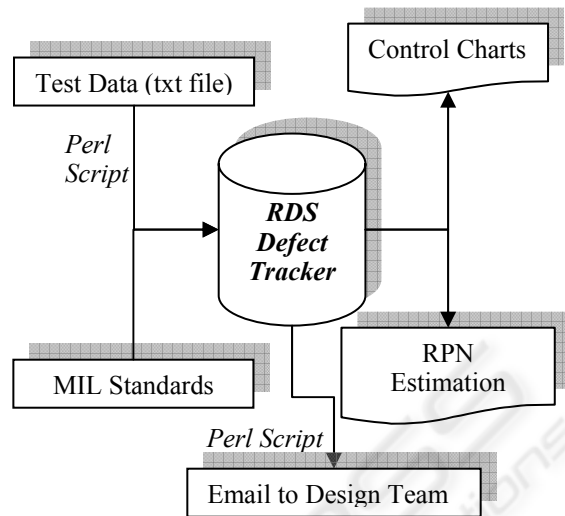 Test Data (txt file)
Control Charts
Perl
Script
RDS
Defect
Tracker
MIL Standards
RPN
Estimation
Perl Script
Email to Design Team